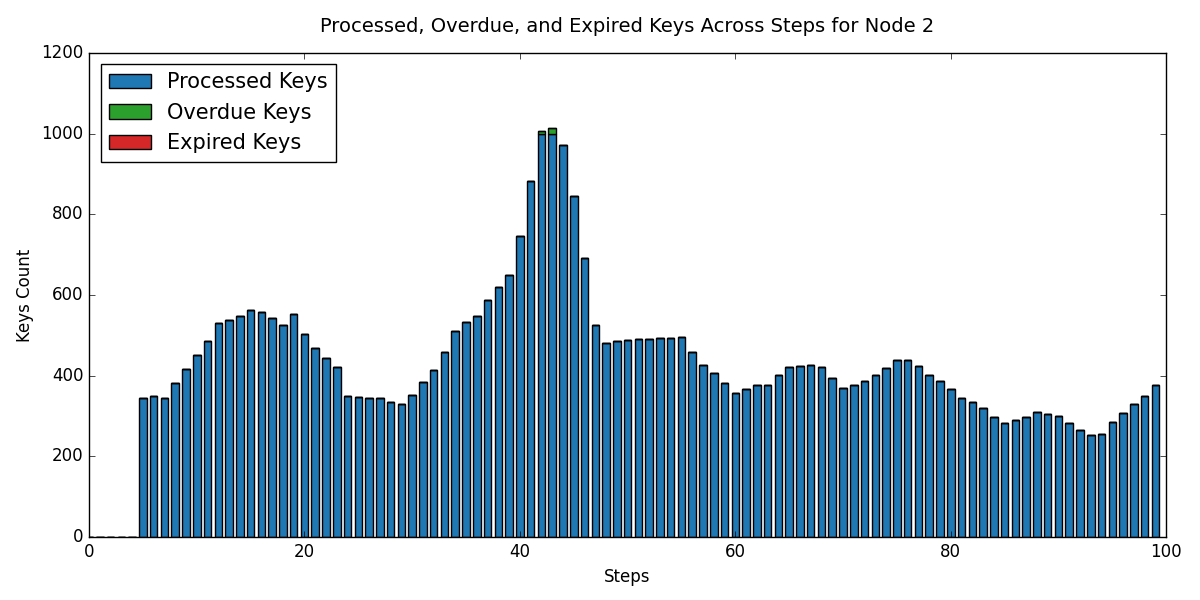 Processed, Overdue, and Expired Keys Across Steps for Node 2
1200
1000
800
600
400
200
0
Keys Count
Processed Keys
Overdue Keys
Expired Keys
0 20 40 60 80 100
Steps